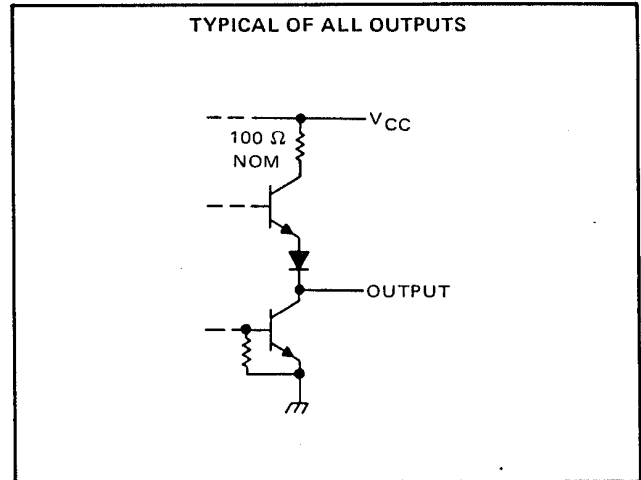 TYPICAL OF ALL OUTPUTS
VCC
100 Ω
NOM
OUTPUT